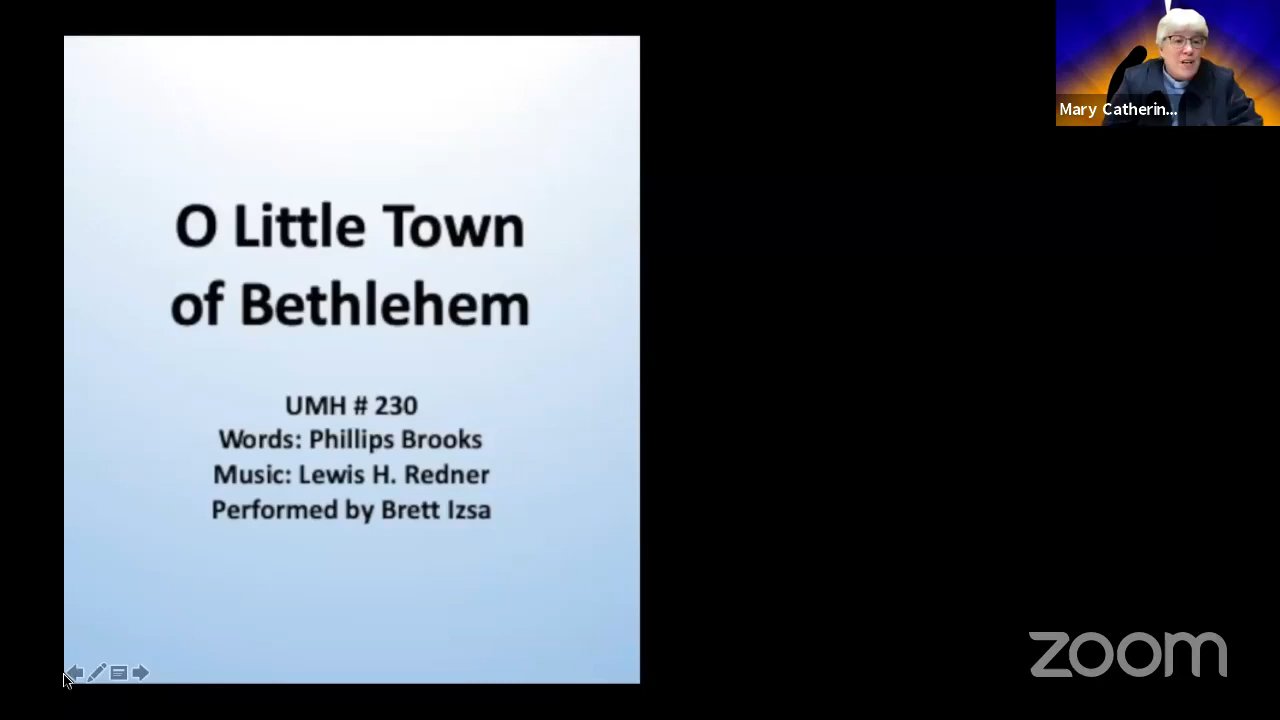 O Little Town
of Bethlehem
UMH # 230
Words: Phillips Brooks
Music: Lewis H. Redner
Performed by Brett Izsa
Mary Catherin...
zoom